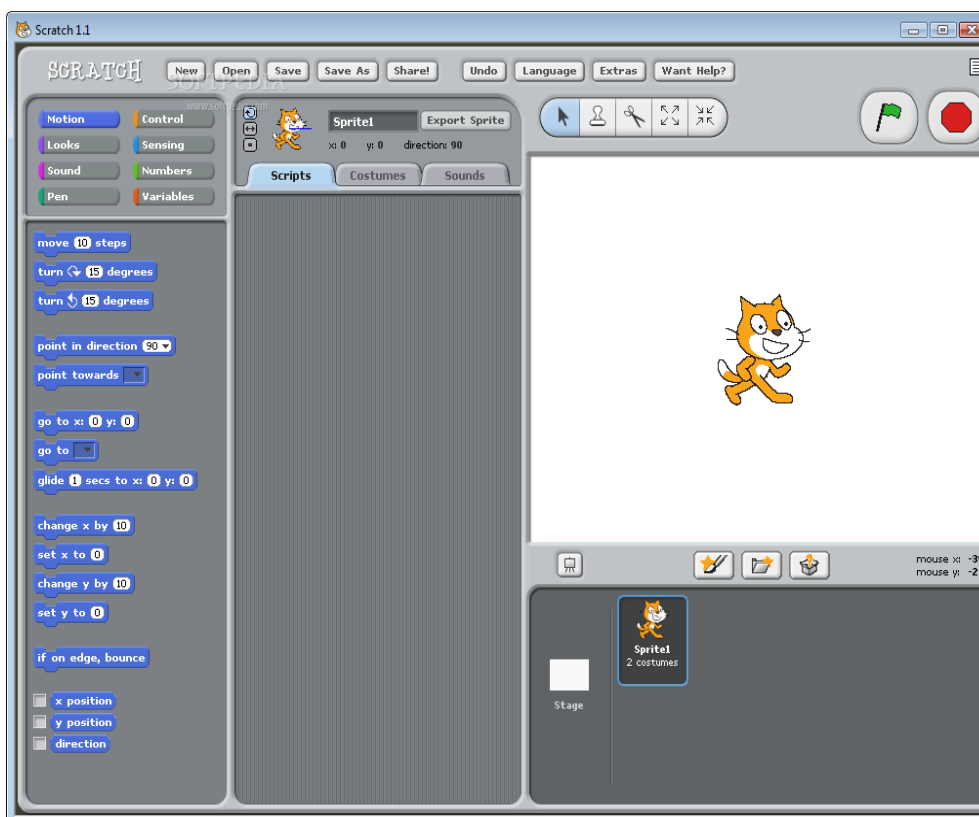 Scratch 1.1
SCRATCH New Open Save Save As Share! Undo Language Extras Want Help?
SOFTPEDIA
www.softpedia.com
Motion Control
Looks Sensing
Sound Numbers
Pen Variables
Sprite1 Export Sprite
x: 0 y: 0 direction: 90
Scripts Costumes Sounds
move 10 steps
turn 15 degrees
turn 15 degrees
point in direction 90
point towards
go to x: 0 y: 0
go to
glide 1 secs to x: 0 y: 0
change x by 10
set x to 0
change y by 10
set y to 0
if on edge, bounce
x position
y position
direction
mouse x:
mouse y:
Sprite1
2 costumes
Stage